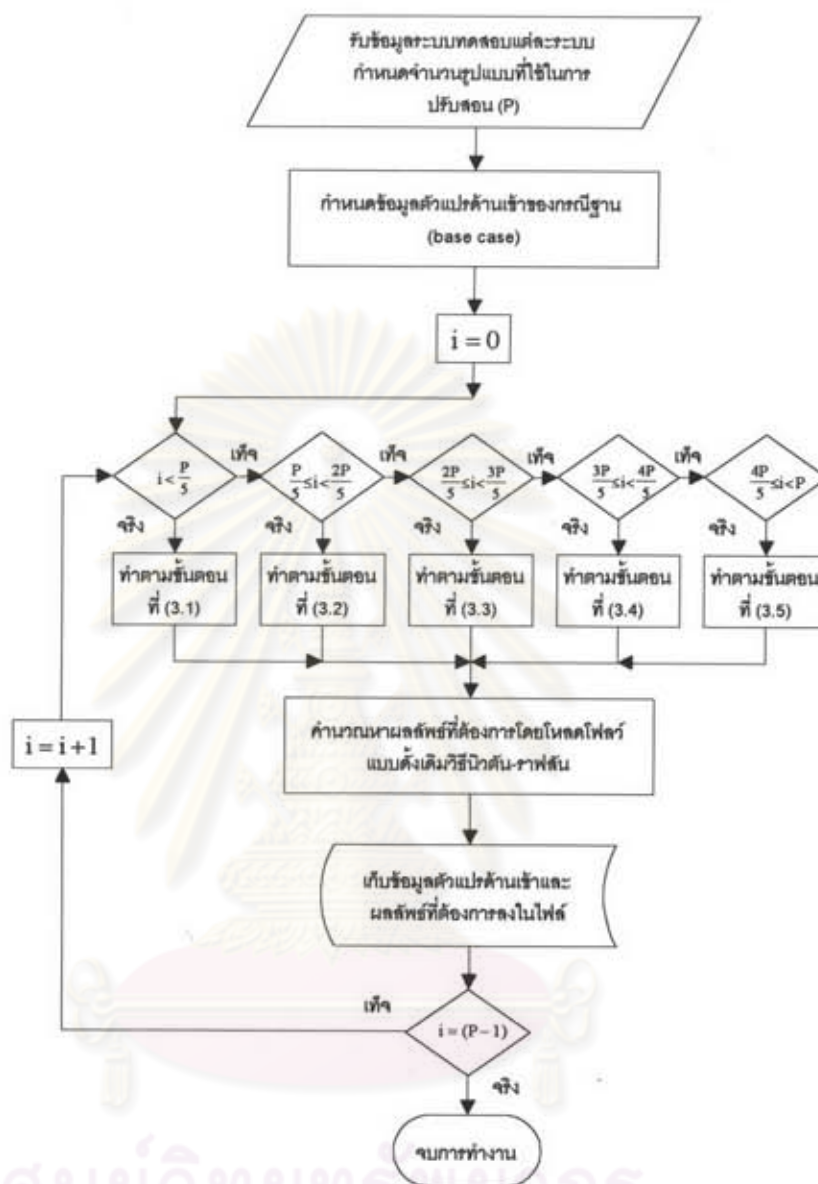 รับข้อมูลระบบทดสอบแต่ละระบบ
กำหนดจำนวนรูปแบบที่ใช้ในการ
ปรับสอน (P)
กำหนดข้อมูลตัวแปรด้านเข้าของกรณีฐาน
(base case)
i = 0
i < P/5
เท็จ
P/5 ≤ i < 2P/5
เท็จ
2P/5 ≤ i < 3P/5
เท็จ
3P/5 ≤ i < 4P/5
เท็จ
4P/5 ≤ i < P
จริง
จริง
จริง
จริง
จริง
ทำตามขั้นตอน
ที่ (3.1)
ทำตามขั้นตอน
ที่ (3.2)
ทำตามขั้นตอน
ที่ (3.3)
ทำตามขั้นตอน
ที่ (3.4)
ทำตามขั้นตอน
ที่ (3.5)
คำนวณหาผลลัพธ์ที่ต้องการโดยโหลดโฟลว์
แบบดั้งเดิมวิธีนิวตัน-ราฟสัน
i = i+1
เก็บข้อมูลตัวแปรด้านเข้าและ
ผลลัพธ์ที่ต้องการลงในไฟล์
เท็จ
i = (P−1)
จริง
จบการทำงาน
ศูนย์วิทยทรัพยากร